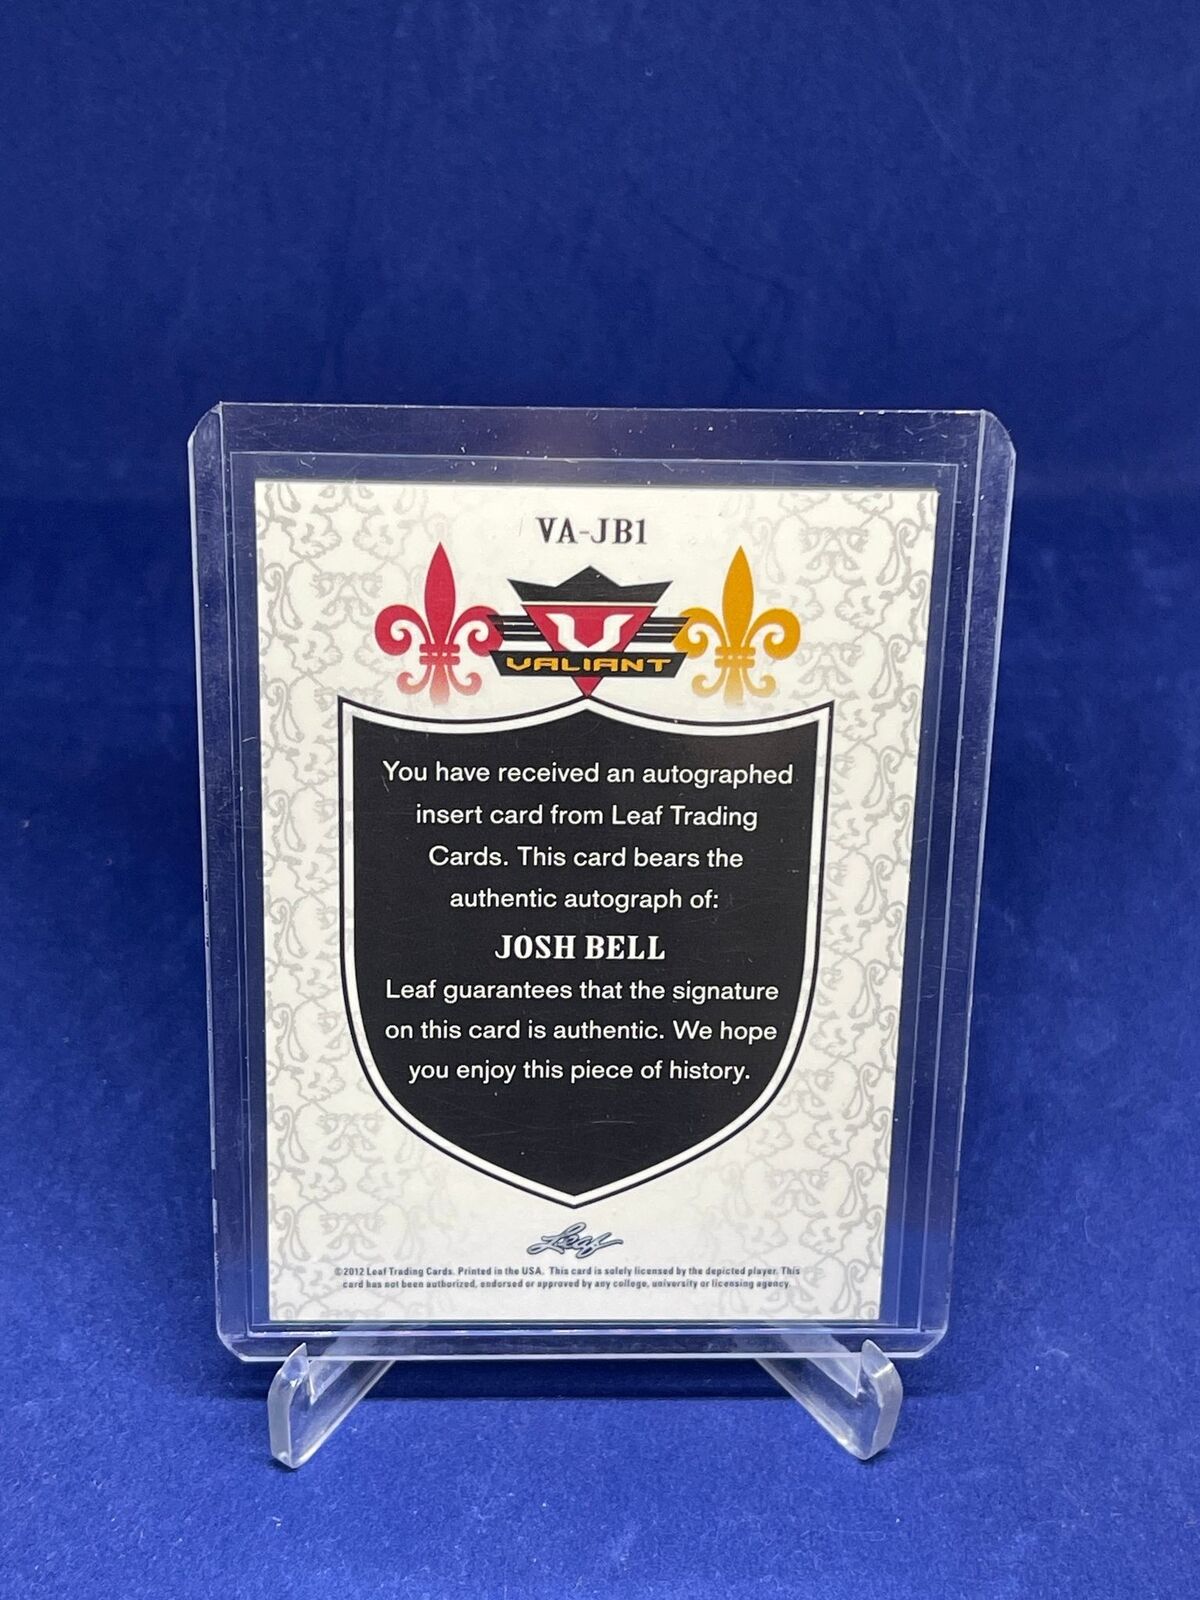 VA-JB1
VALIANT
You have received an autographed
insert card from Leaf Trading
Cards. This card bears the
authentic autograph of:
JOSH BELL
Leaf guarantees that the signature
on this card is authentic. We hope
you enjoy this piece of history.
Leaf
©2012 Leaf Trading Cards. Printed in the USA. This card is solely licensed by the depicted player. This
card has not been authorized, endorsed or approved by any college, university or licensing agency.